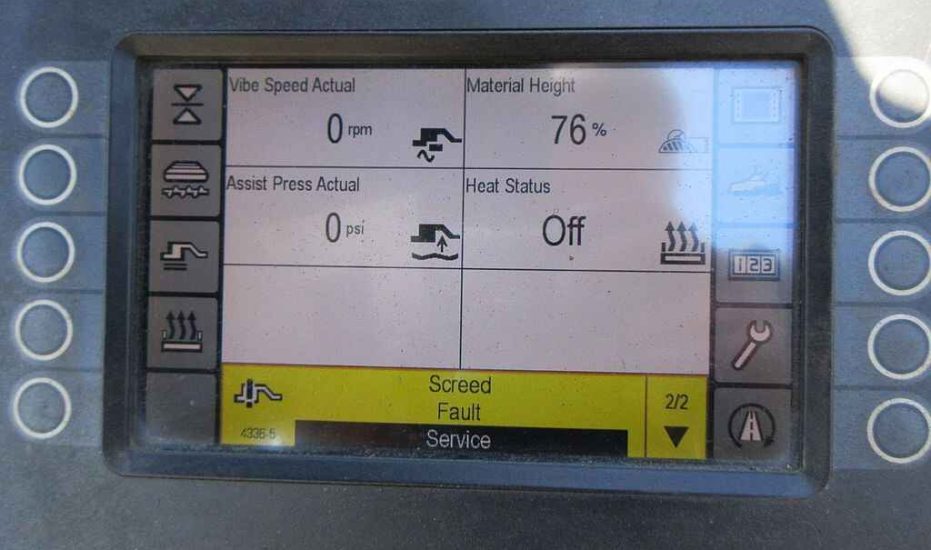 Vibe Speed Actual
0 rpm
Material Height
76 %
Assist Press Actual
0 psi
Heat Status
Off
123
Screed
Fault
2/2
4336-5
Service